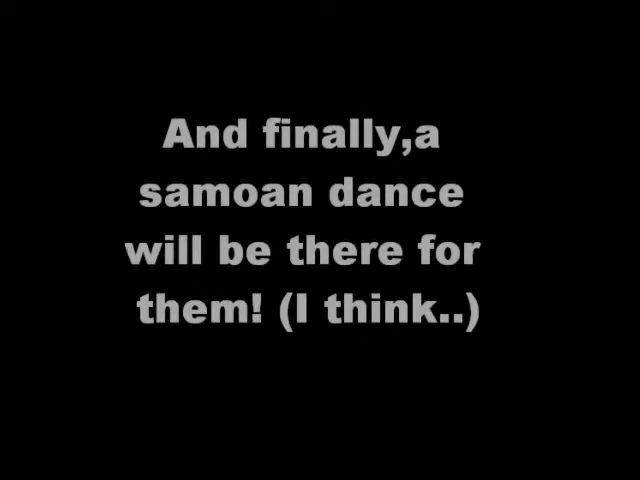 And finally,a
samoan dance
will be there for
them! (I think..)